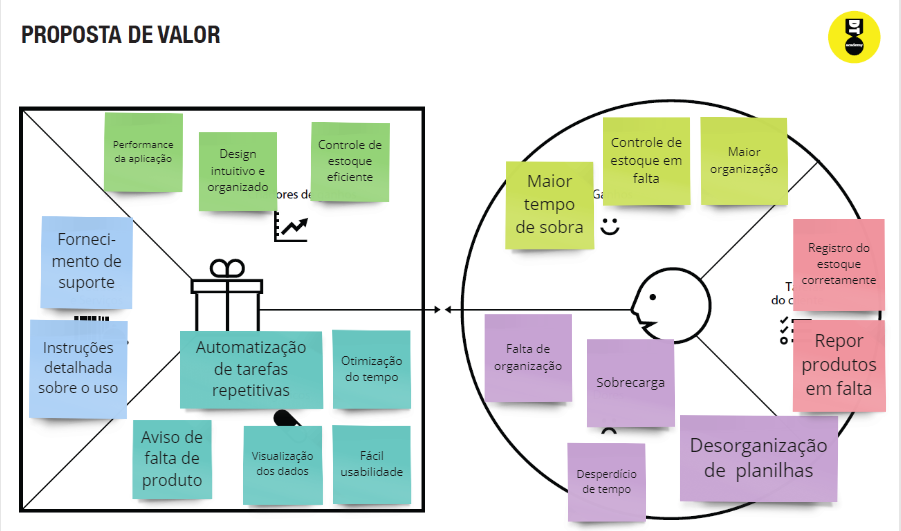 PROPOSTA DE VALOR
academy
Performance
da aplicação
Design
intuitivo e
organizado
Controle de
estoque
eficiente
ores de
Forneci-
mento de
suporte
Instruções
detalhada
sobre o uso
Automatização
de tarefas
repetitivas
Otimização
do tempo
Aviso de
falta de
produto
Visualização
dos dados
Fácil
usabilidade
Maior
tempo
de sobra
Controle de
estoque em
falta
Maior
organização
Ga
Registro do
estoque
corretamente
Ta
do c
Repor
produtos
em falta
Falta de
organização
Sobrecarga
Desperdício
de tempo
Desorganização
de planilhas